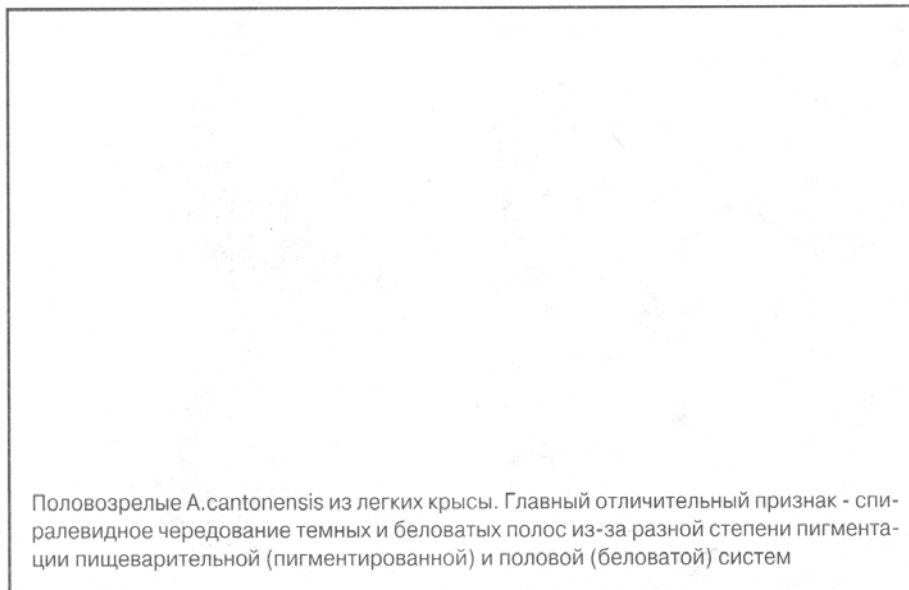 Половозрелые A.cantonensis из легких крысы. Главный отличительный признак - спи-
ралевидное чередование темных и беловатых полос из-за разной степени пигмента-
ции пищеварительной (пигментированной) и половой (беловатой) систем